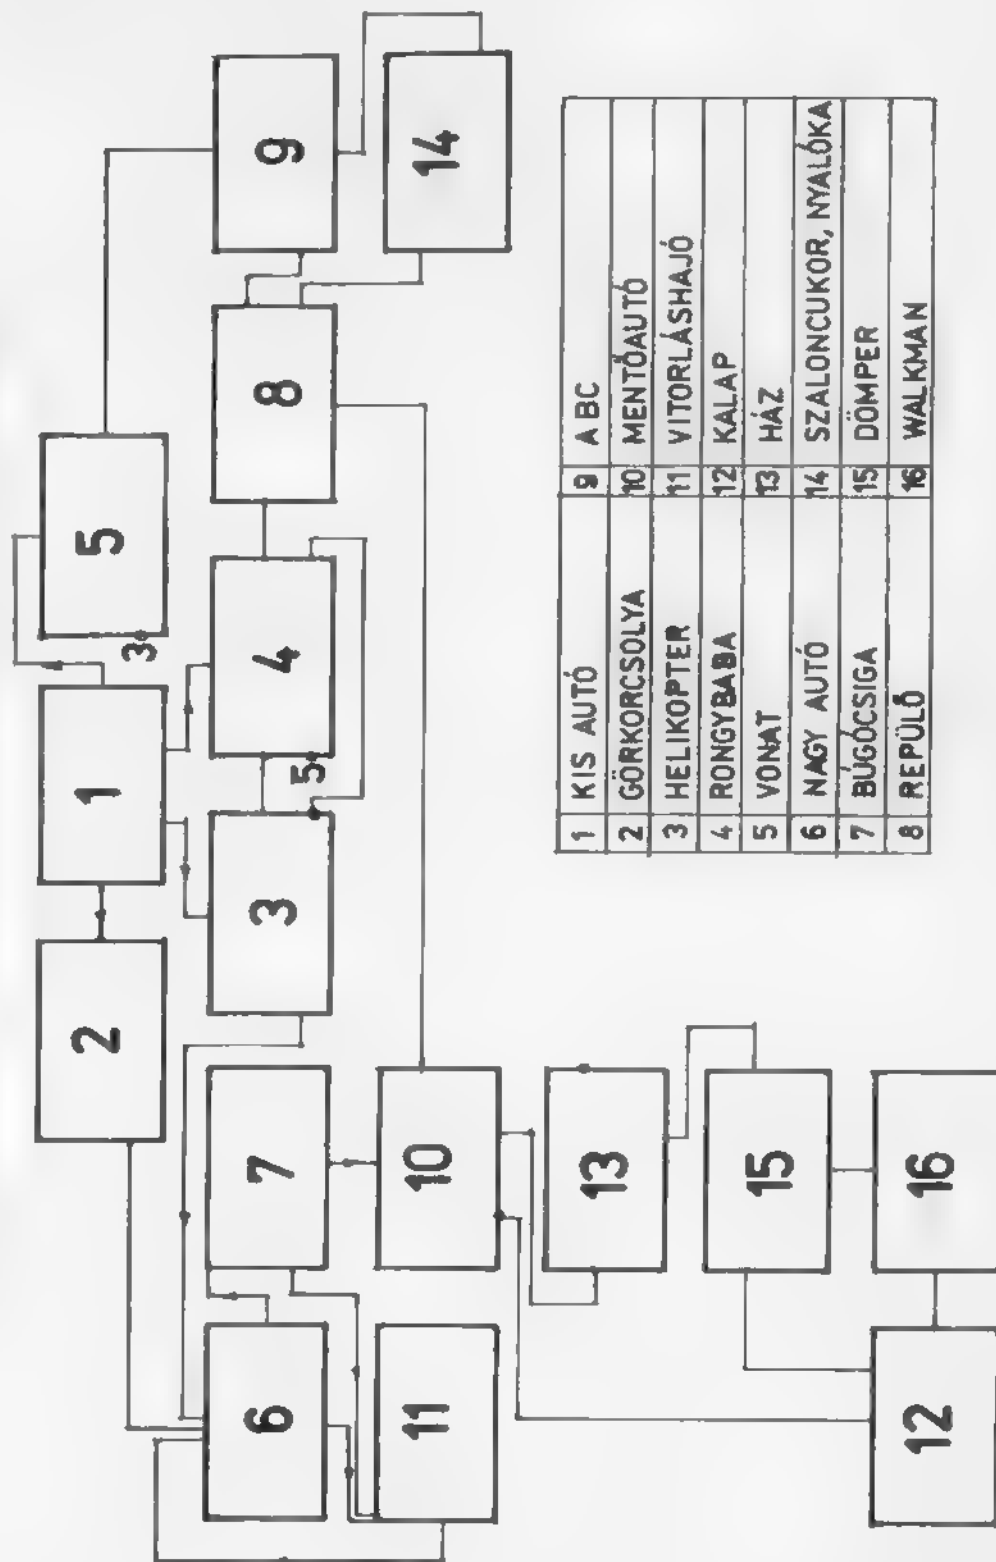 2 1 5
3
6 7 3 4 8 9
5
11 10 14
13
15
12 16
1 KIS AUTÓ 9 ABC
2 GÖRKORCSOLYA 10 MENTŐAUTÓ
3 HELIKOPTER 11 VITORLÁSHAJÓ
4 RONGYBABA 12 KALAP
5 VONAT 13 HÁZ
6 NAGY AUTÓ 14 SZALONCUKOR, NYALÓKA
7 BÚGÓCSIGA 15 DÖMPER
8 REPÜLŐ 16 WALKMAN